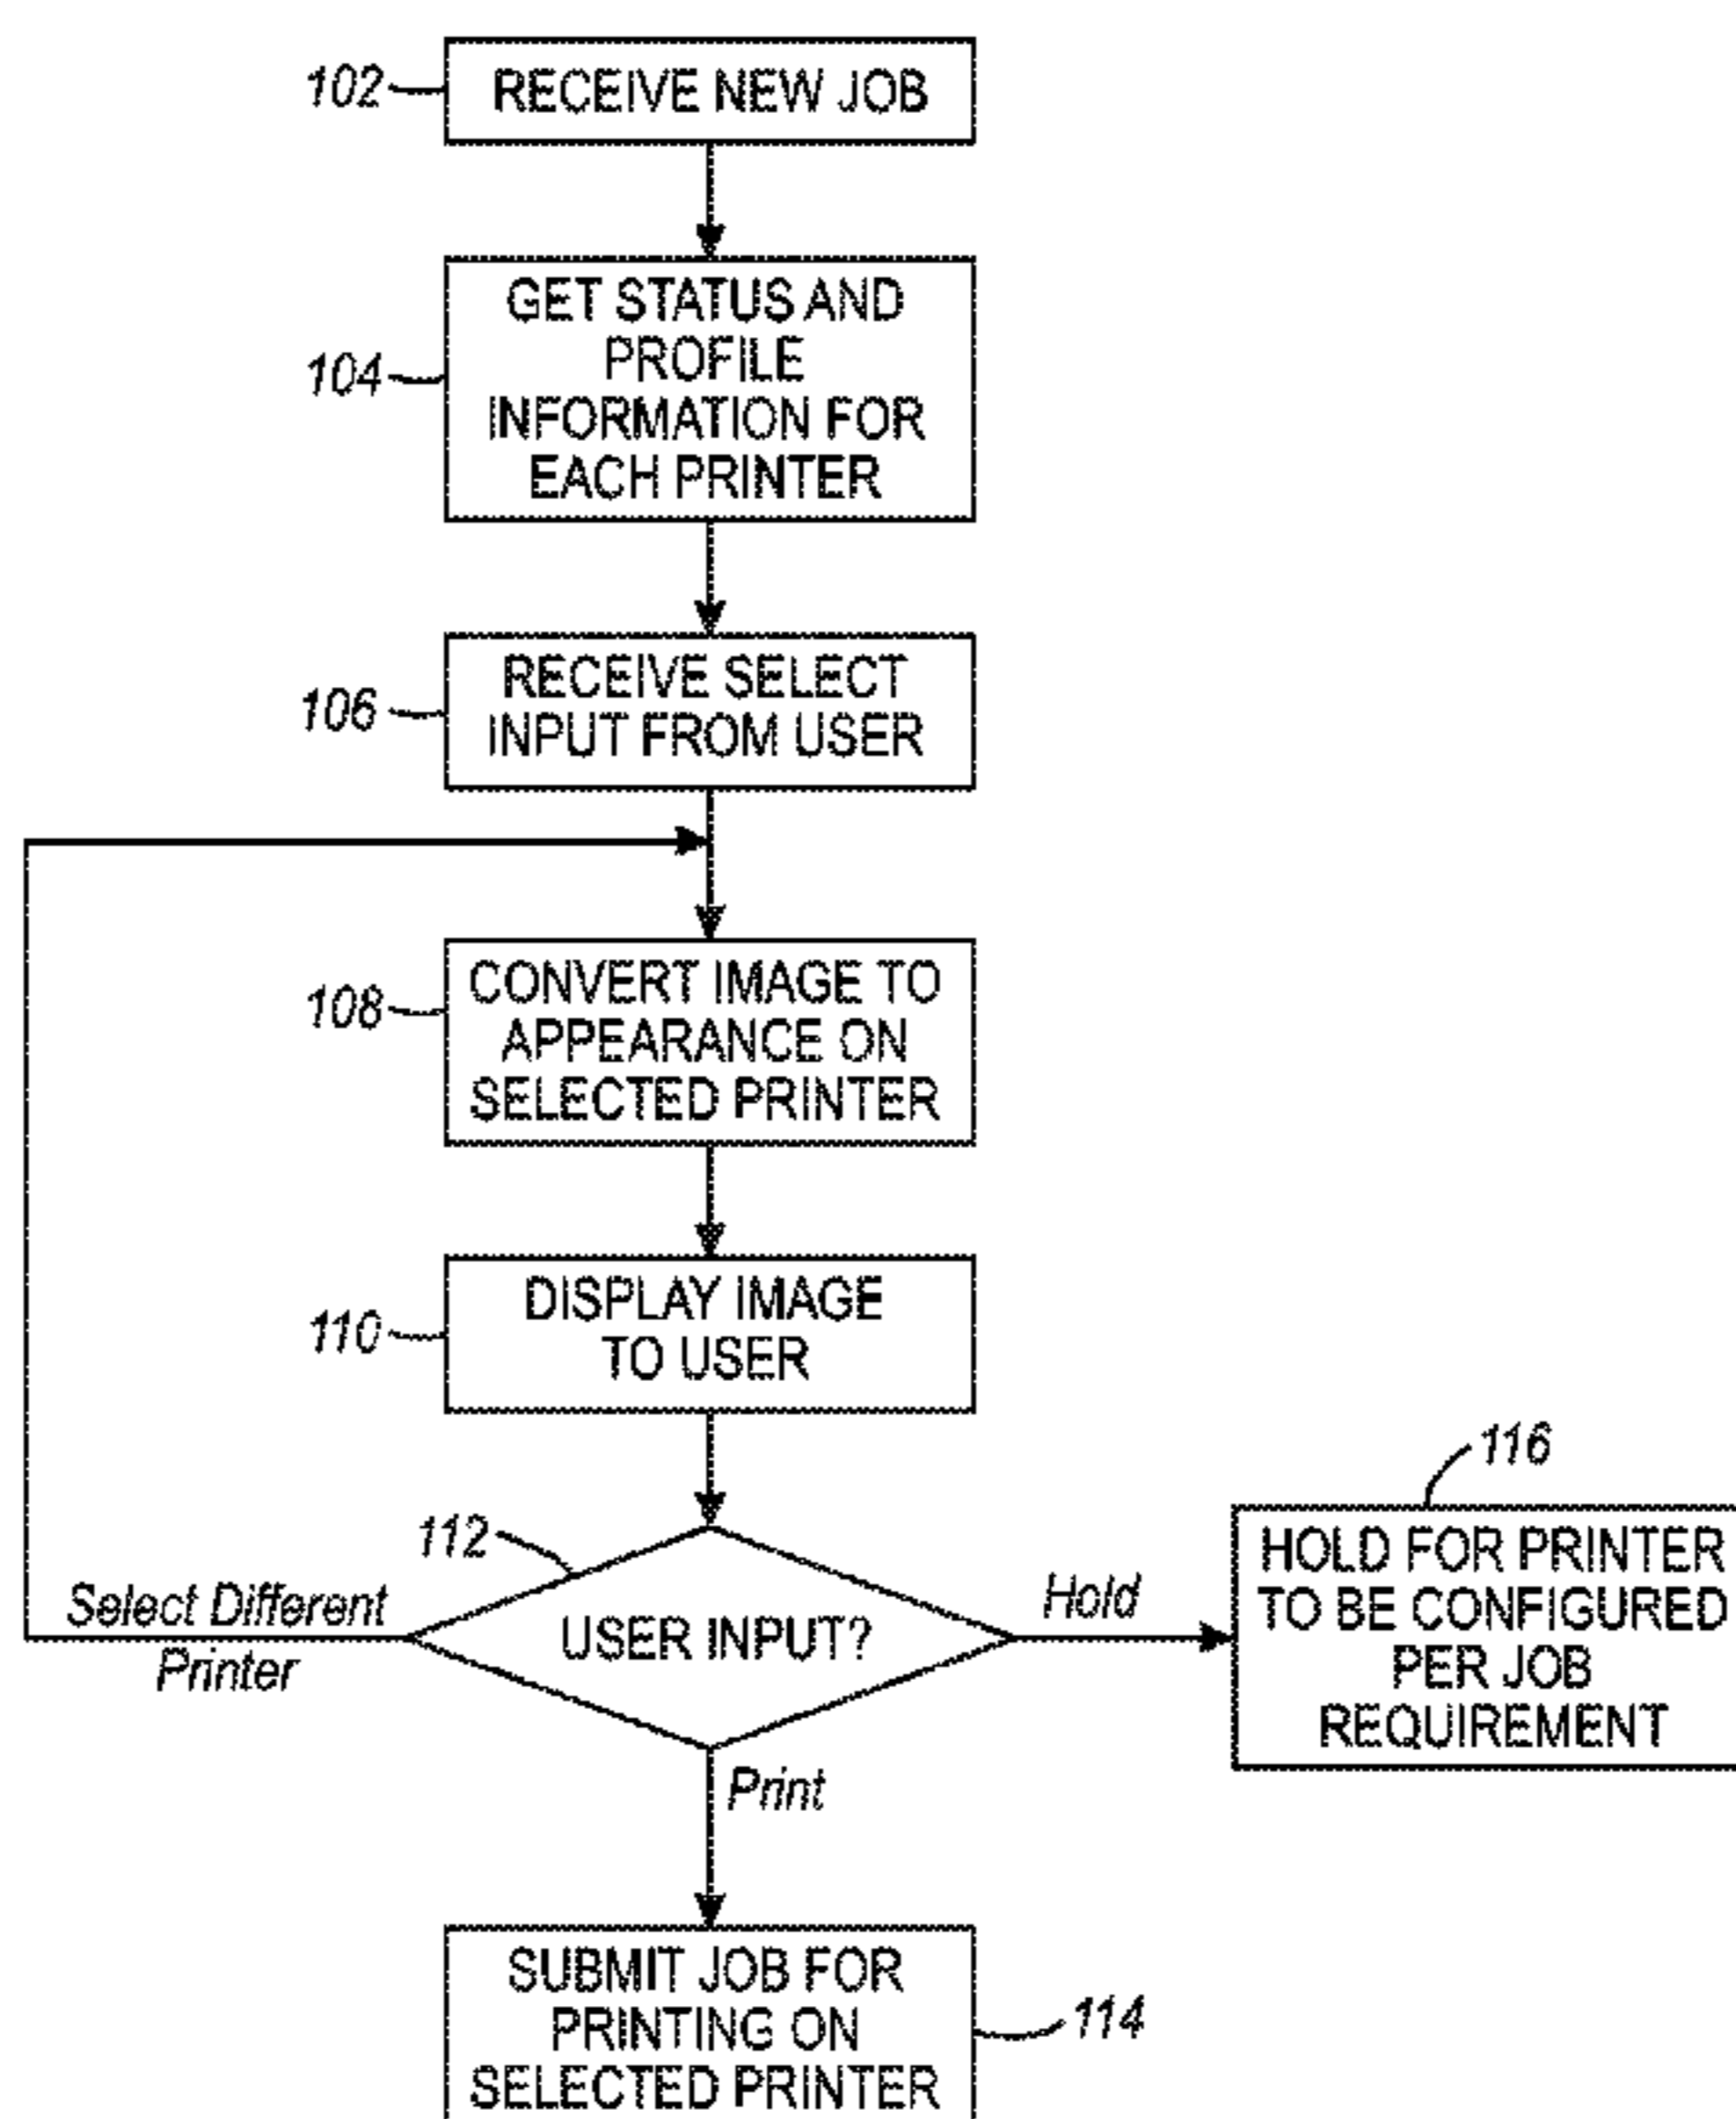 102
RECEIVE NEW JOB
104
GET STATUS AND
PROFILE
INFORMATION FOR
EACH PRINTER
106
RECEIVE SELECT
INPUT FROM USER
108
CONVERT IMAGE TO
APPEARANCE ON
SELECTED PRINTER
110
DISPLAY IMAGE
TO USER
112
USER INPUT?
Select Different
Printer
Hold
116
HOLD FOR PRINTER
TO BE CONFIGURED
PER JOB
REQUIREMENT
Print
SUBMIT JOB FOR
PRINTING ON
SELECTED PRINTER
114